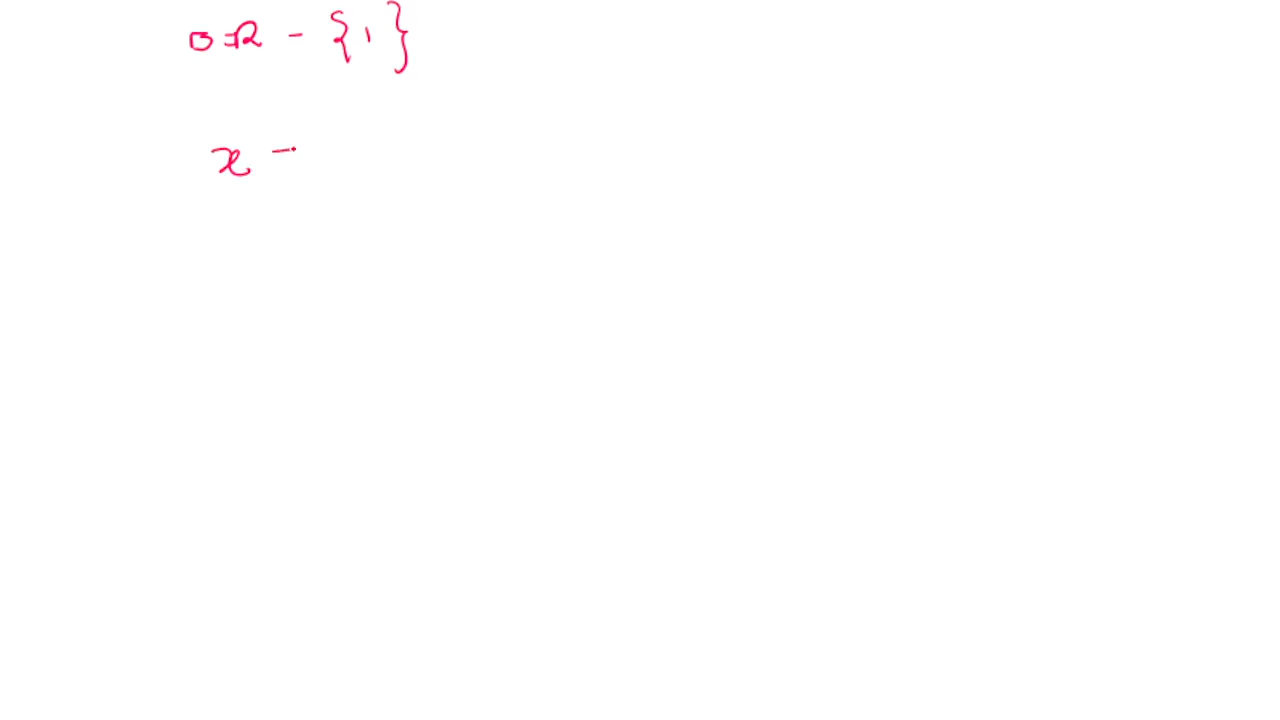 B = R - {1}
x -